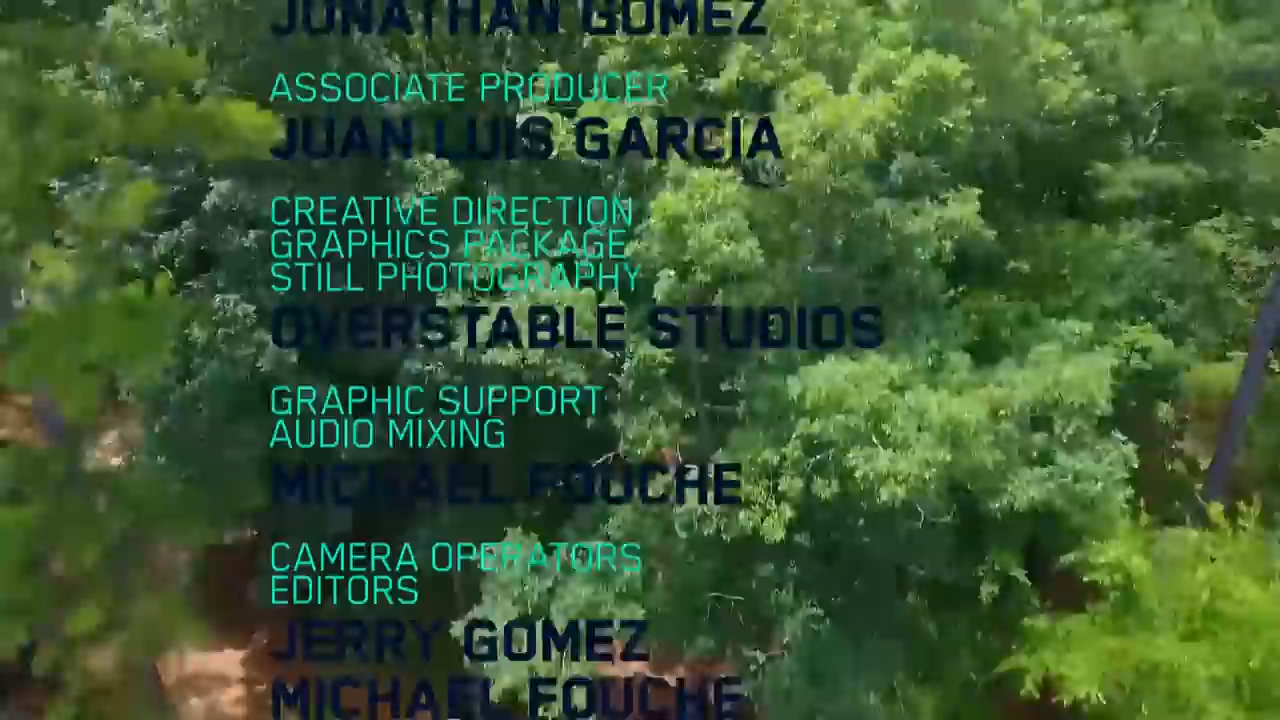 JONATHAN GOMEZ
ASSOCIATE PRODUCER
JUAN LUIS GARCIA
CREATIVE DIRECTION
GRAPHICS PACKAGE
STILL PHOTOGRAPHY
OVERSTABLE STUDIOS
GRAPHIC SUPPORT
AUDIO MIXING
MICHAEL FOUCHE
CAMERA OPERATORS
EDITORS
JERRY GOMEZ
MICHAEL FOUCHE